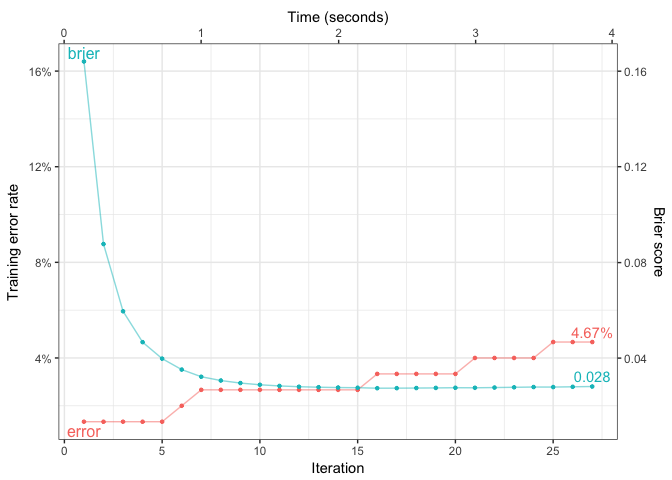 Time (seconds)
0 1 2 3 4
brier
16% 0.16
12% 0.12
Training error rate
Brier score
8% 0.08
4.67%
4% 0.04
0.028
error
0 5 10 15 20 25
Iteration